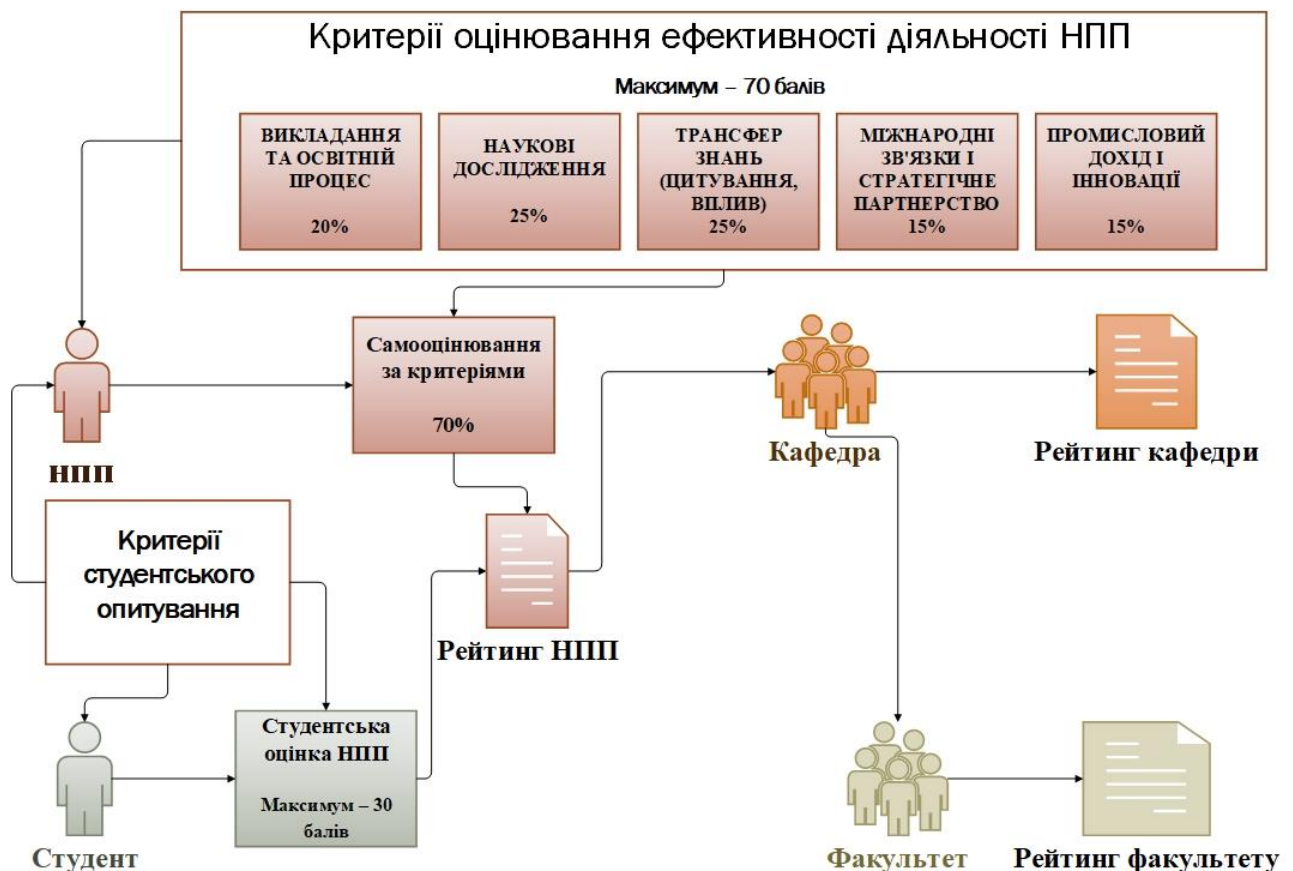 Критерії оцінювання ефективності діяльності НПП
Максимум – 70 балів
ВИКЛАДАННЯ
ТА ОСВІТНІЙ
ПРОЦЕС
20%
НАУКОВІ
ДОСЛІДЖЕННЯ
25%
ТРАНСФЕР
ЗНАНЬ
(ЦИТУВАННЯ,
ВПЛИВ)
25%
МІЖНАРОДНІ
ЗВ'ЯЗКИ І
СТРАТЕГІЧНЕ
ПАРТНЕРСТВО
15%
ПРОМИСЛОВИЙ
ДОХІД І
ІННОВАЦІЇ
15%
Самооцінювання
за критеріями
70%
НПП
Кафедра
Рейтинг кафедри
Критерії
студентського
опитування
Рейтинг НПП
Студентська
оцінка НПП
Максимум – 30
балів
Студент
Факультет
Рейтинг факультету